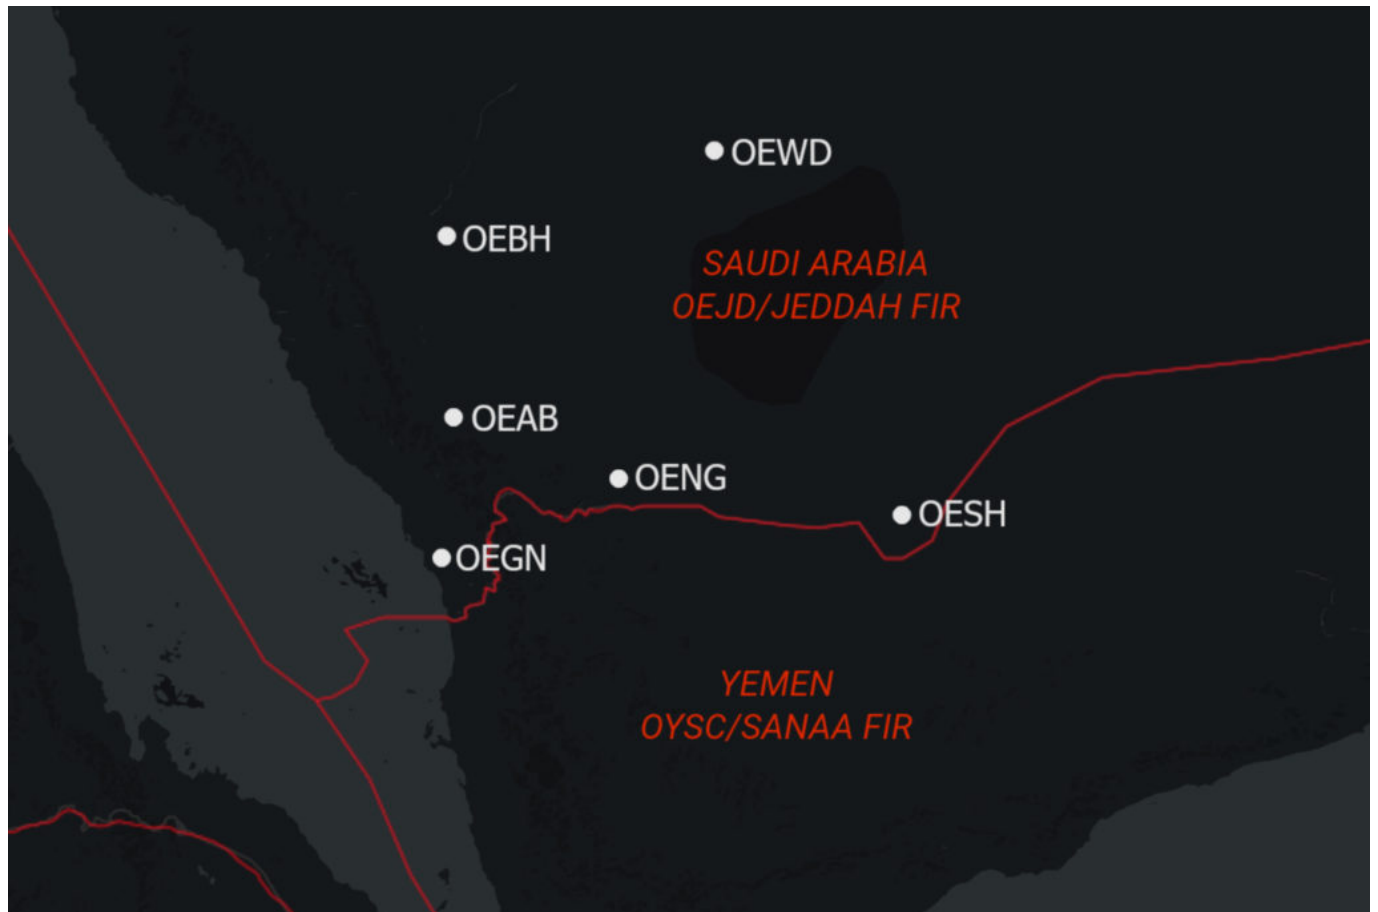 OEWD
OEBH
SAUDI ARABIA
OEJD/JEDDAH FIR
OEAB
OENG
OESH
OEGN
YEMEN
OYSC/SANAA FIR